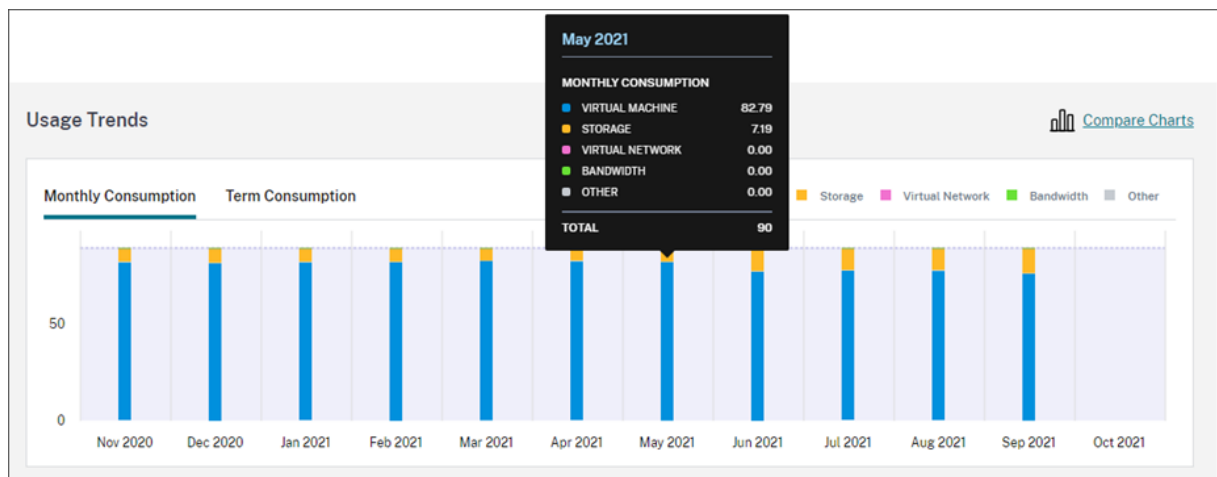 May 2021
MONTHLY CONSUMPTION
VIRTUAL MACHINE 82.79
STORAGE 7.19
VIRTUAL NETWORK 0.00
BANDWIDTH 0.00
OTHER 0.00
TOTAL 90
Usage Trends
Compare Charts
Monthly Consumption Term Consumption
Storage Virtual Network Bandwidth Other
50
0
Nov 2020 Dec 2020 Jan 2021 Feb 2021 Mar 2021 Apr 2021 May 2021 Jun 2021 Jul 2021 Aug 2021 Sep 2021 Oct 2021